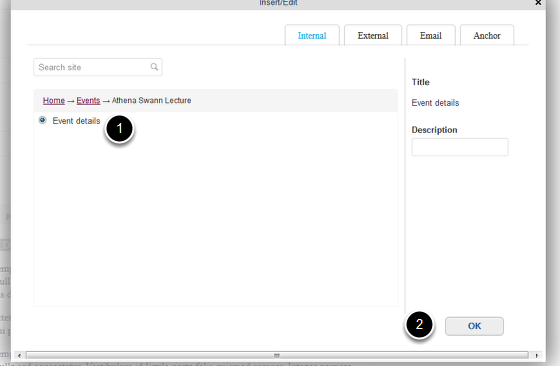 Insert/Edit
Internal External Email Anchor
Search site
Home → Events → Athena Swann Lecture
Event details
1
Title
Event details
Description
2
OK